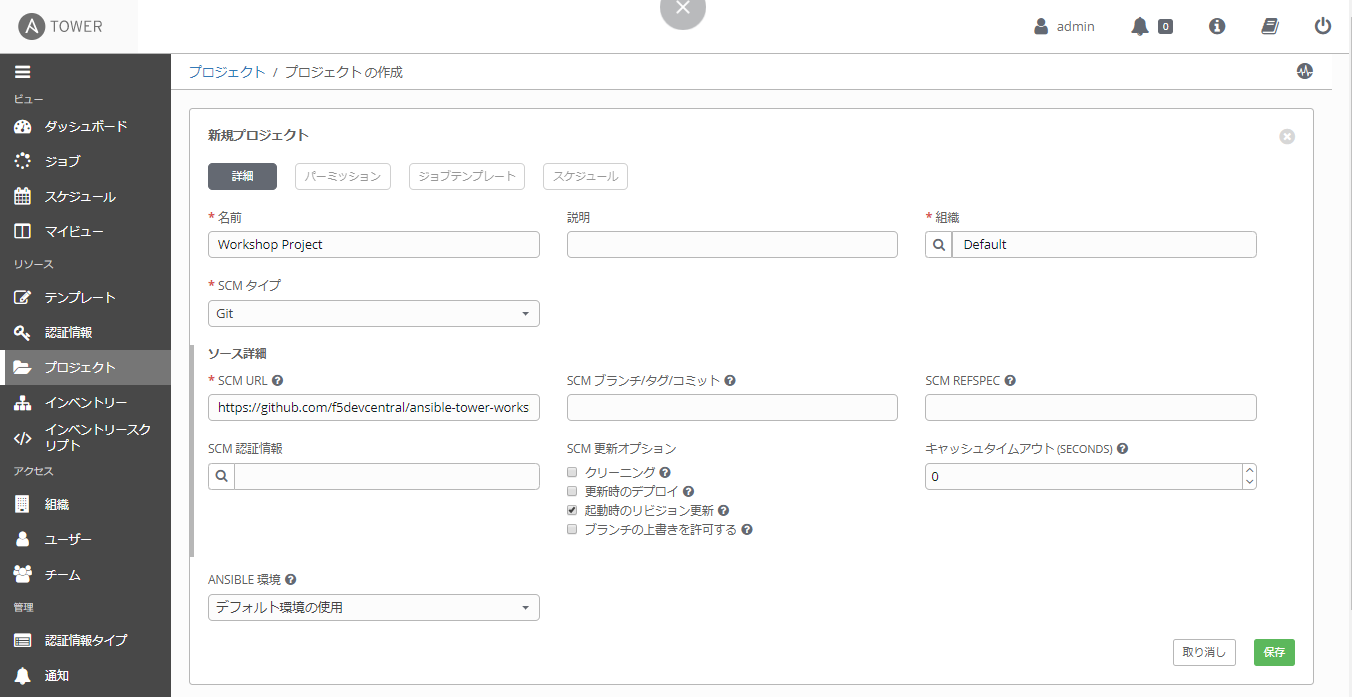 TOWER
admin
0
ビュー
ダッシュボード
ジョブ
スケジュール
マイビュー
リソース
テンプレート
認証情報
プロジェクト
インベントリー
インベントリースク
リプト
アクセス
組織
ユーザー
チーム
管理
認証情報タイプ
通知
プロジェクト / プロジェクト の作成
新規プロジェクト
詳細 パーミッション ジョブテンプレート スケジュール
* 名前 説明 * 組織
Workshop Project Default
* SCM タイプ
Git
ソース詳細
* SCM URL SCM ブランチ/タグ/コミット SCM REFSPEC
https://github.com/f5devcentral/ansible-tower-works
SCM 認証情報 SCM 更新オプション キャッシュタイムアウト (SECONDS)
クリーニング
0
更新時のデプロイ
起動時のリビジョン更新
ブランチの上書きを許可する
ANSIBLE 環境
デフォルト環境の使用
取り消し 保存